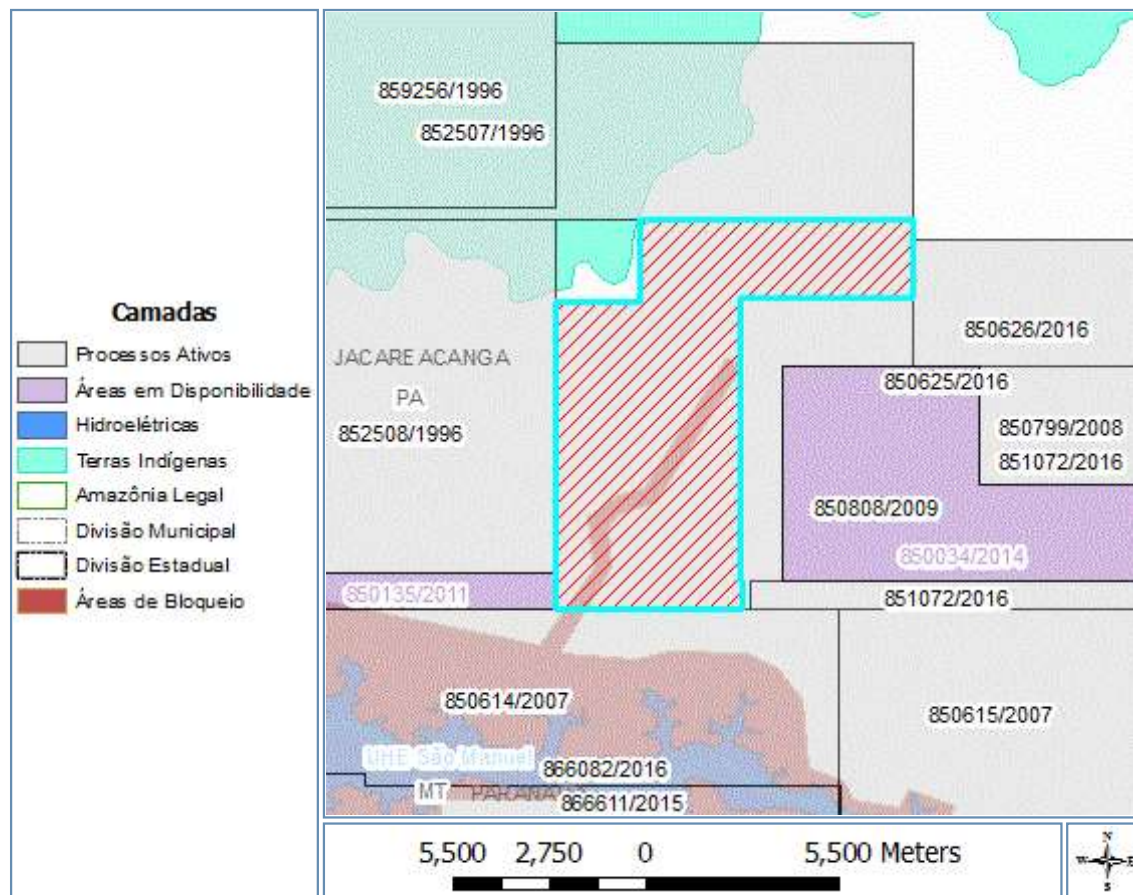 Camadas
Processos Ativos
Áreas em Disponibilidade
Hidroelétricas
Terras Indígenas
Amazônia Legal
Divisão Municipal
Divisão Estadual
Áreas de Bloqueio
859256/1996
852507/1996
850626/2016
JACAREACANGA
PA
852508/1996
850625/2016
850799/2008
851072/2016
850808/2009
850034/2014
850135/2011
851072/2016
850614/2007
850615/2007
UHE São Manuel
866082/2016
MT
866611/2015
5,500 2,750 0 5,500 Meters
N
W E
S